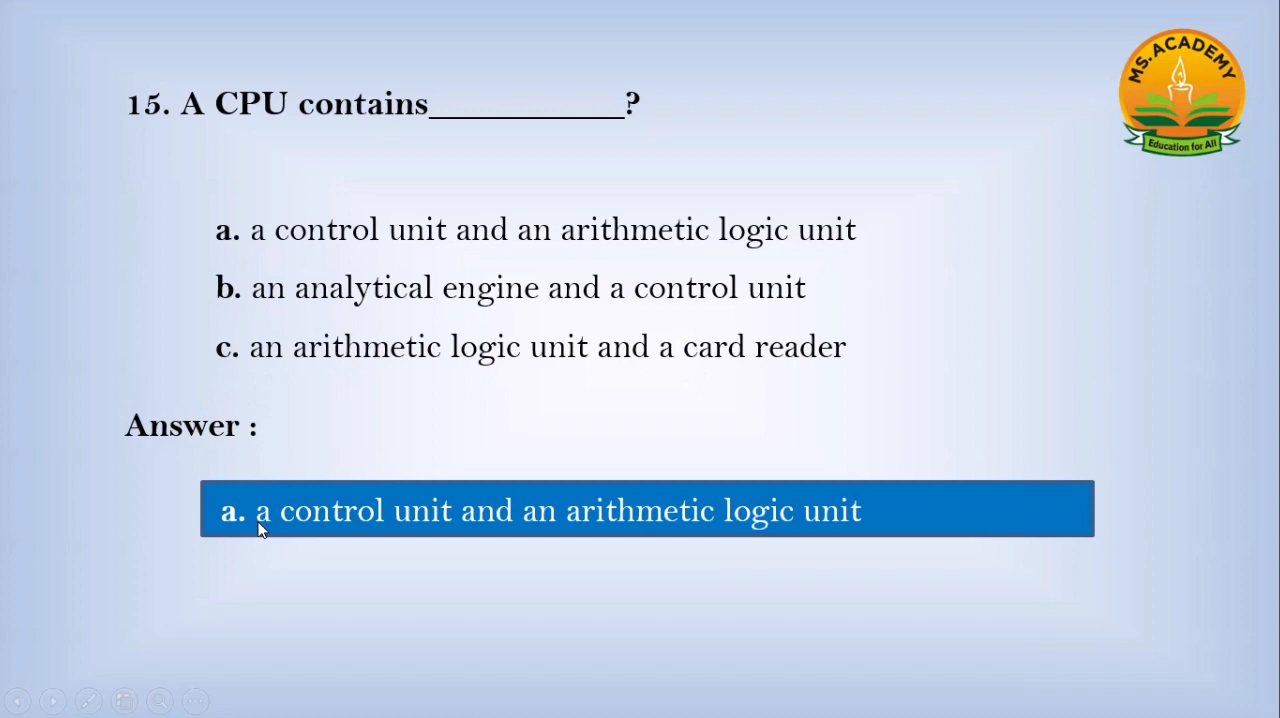 MS. ACADEMY
Education for All
15. A CPU contains____________?
a. a control unit and an arithmetic logic unit
b. an analytical engine and a control unit
c. an arithmetic logic unit and a card reader
Answer :
a. a control unit and an arithmetic logic unit